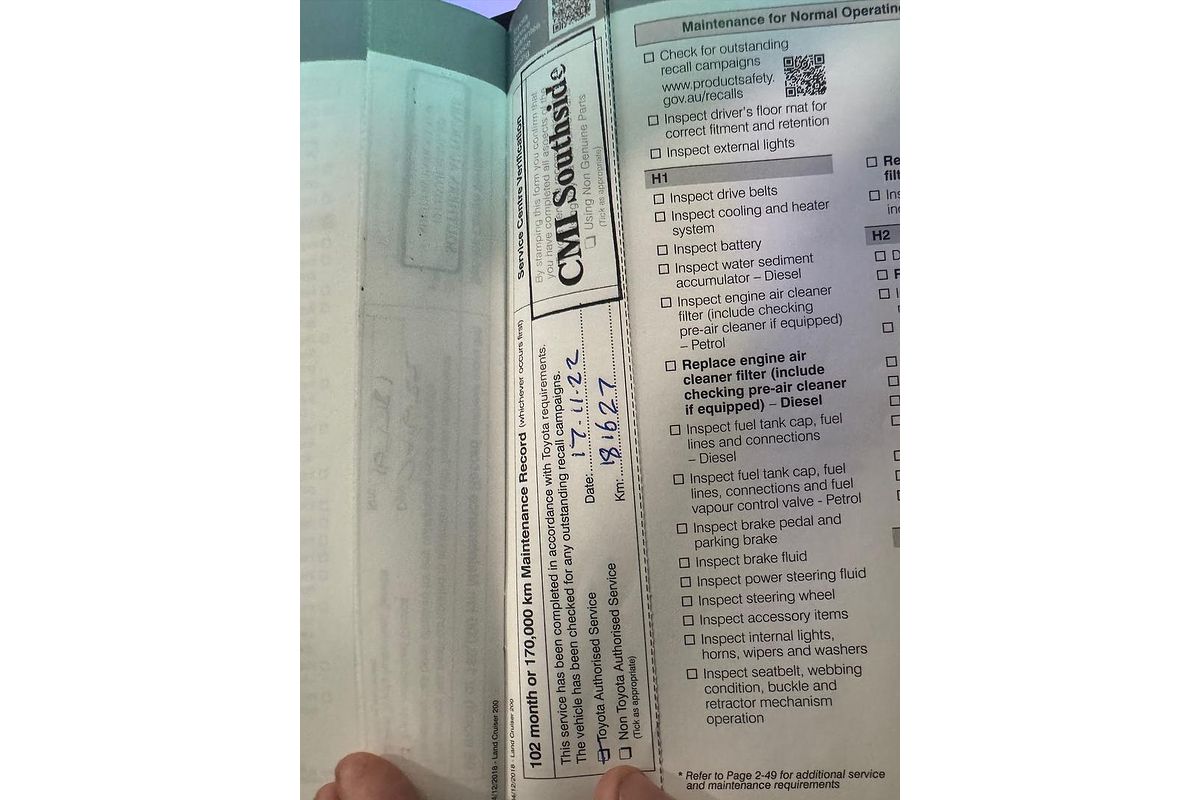 102 month or 170,000 km Maintenance Record (whichever occurs first)
This service has been completed in accordance with Toyota requirements.
The vehicle has been checked for any outstanding recall campaigns.
Toyota Authorised Service
Non Toyota Authorised Service
(Tick as appropriate)
Date: 17.11.22
Km: 181627
Service Centre Verification
By stamping this form you confirm that
you have completed all aspects of the
CMI Southside
Using Non Genuine Parts
(Tick as appropriate)
4/12/2018 - Land Cruiser 200
04/12/2018 - Land Cruiser 200
Maintenance for Normal Operating
Check for outstanding
recall campaigns
www.productsafety.
gov.au/recalls
Inspect driver's floor mat for
correct fitment and retention
Inspect external lights
H1
Inspect drive belts
Inspect cooling and heater
system
Inspect battery
Inspect water sediment
accumulator – Diesel
Inspect engine air cleaner
filter (include checking
pre-air cleaner if equipped)
– Petrol
Replace engine air
cleaner filter (include
checking pre-air cleaner
if equipped) – Diesel
Inspect fuel tank cap, fuel
lines and connections
– Diesel
Inspect fuel tank cap, fuel
lines, connections and fuel
vapour control valve - Petrol
Inspect brake pedal and
parking brake
Inspect brake fluid
Inspect power steering fluid
Inspect steering wheel
Inspect accessory items
Inspect internal lights,
horns, wipers and washers
Inspect seatbelt, webbing
condition, buckle and
retractor mechanism
operation
H2
* Refer to Page 2-49 for additional service
and maintenance requirements